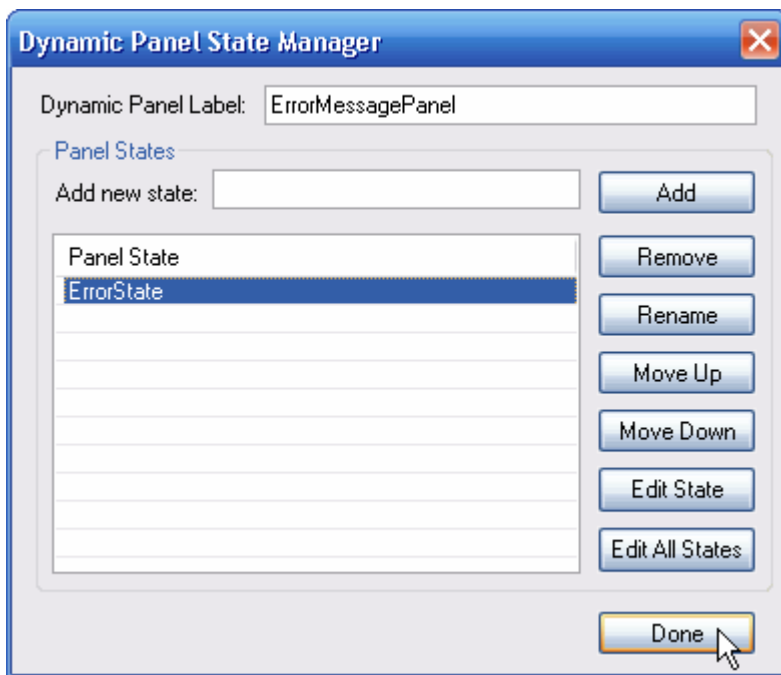 Dynamic Panel State Manager
Dynamic Panel Label: ErrorMessagePanel
Panel States
Add new state: Add
Panel State
ErrorState
Remove
Rename
Move Up
Move Down
Edit State
Edit All States
Done